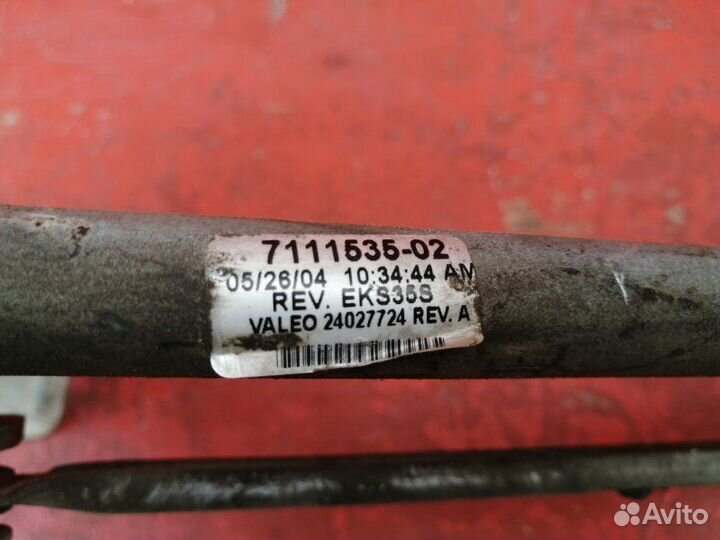 7111535-02
05/26/04 10:34:44 AM
REV. EKS35S
VALEO 24027724 REV. A
Avito